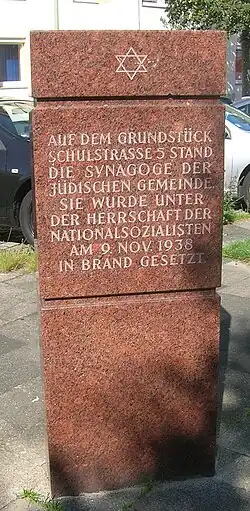 AUF DEM GRUNDSTÜCK
SCHULSTRASSE 5 STAND
DIE SYNAGOGE DER
JÜDISCHEN GEMEINDE.
SIE WURDE UNTER
DER HERRSCHAFT DER
NATIONALSOZIALISTEN
AM 9. NOV. 1938
IN BRAND GESETZT.